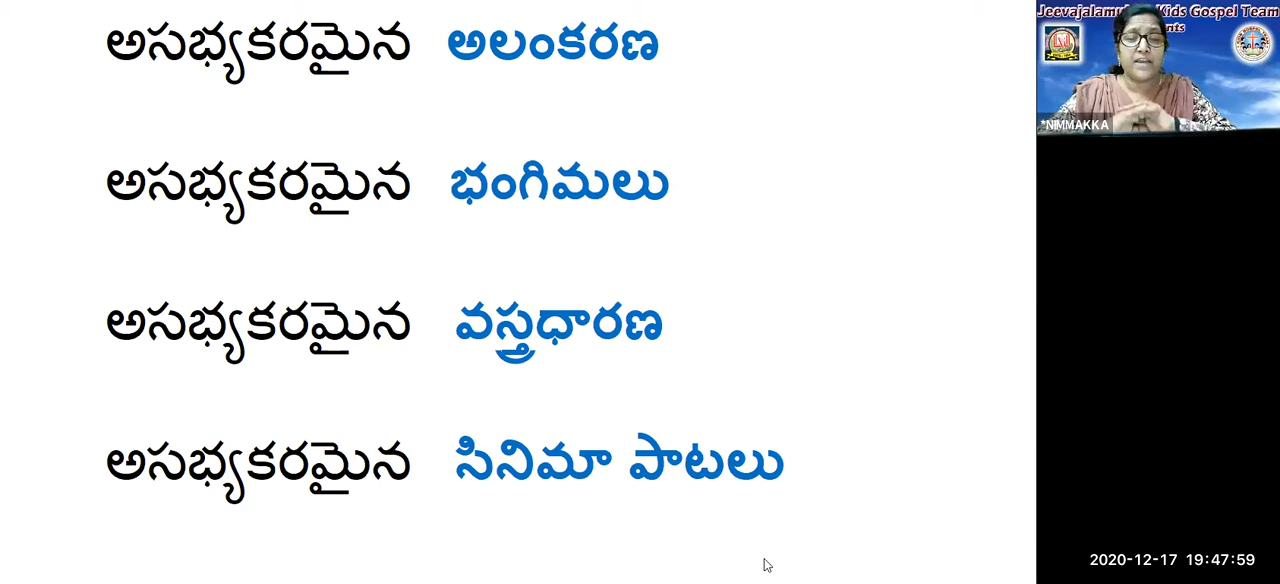 అసభ్యకరమైన అలంకరణ
అసభ్యకరమైన భంగిమలు
అసభ్యకరమైన వస్త్రధారణ
అసభ్యకరమైన సినిమా పాటలు
Kids Gospel Team
*NIMMAKKA
2020-12-17 19:47:59